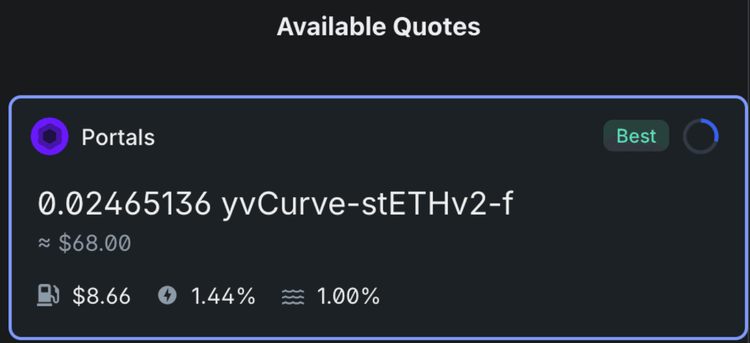 Available Quotes
Portals Best
0.02465136 yvCurve-stETHv2-f
≈ $68.00
$8.66 1.44% 1.00%